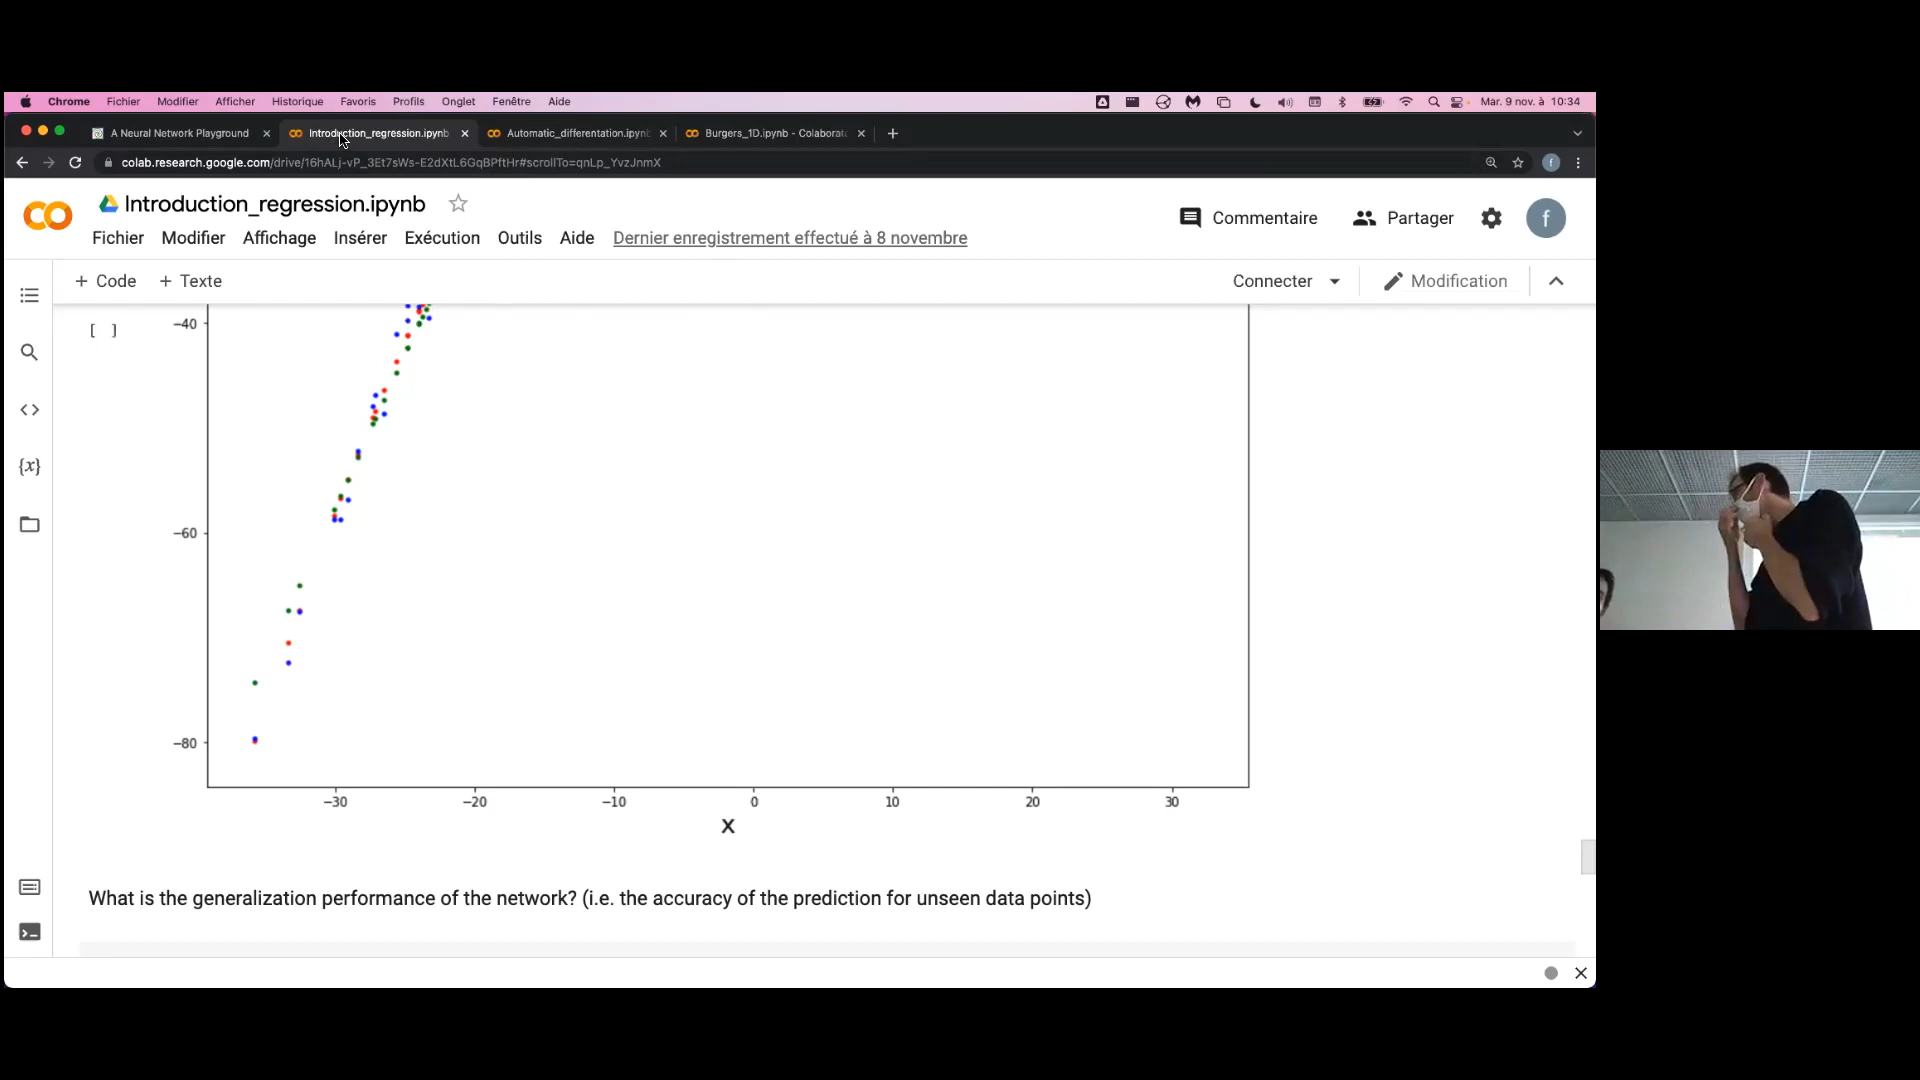 Chrome Fichier Modifier Afficher Historique Favoris Profils Onglet Fenêtre Aide Mar. 9 nov. à 10:34
A Neural Network Playground Introduction_regression.ipynb Automatic_differentation.ipynb Burgers_1D.ipynb - Colaborato
colab.research.google.com/drive/16hALj-vP_3Et7sWs-E2dXtL6GqBPftHr#scrollTo=qnLp_YvzJnmX
Introduction_regression.ipynb
Commentaire Partager f
Fichier Modifier Affichage Insérer Exécution Outils Aide Dernier enregistrement effectué à 8 novembre
+ Code + Texte Connecter Modification
[ ]
−40
−60
−80
−30 −20 −10 0 10 20 30
X
What is the generalization performance of the network? (i.e. the accuracy of the prediction for unseen data points)